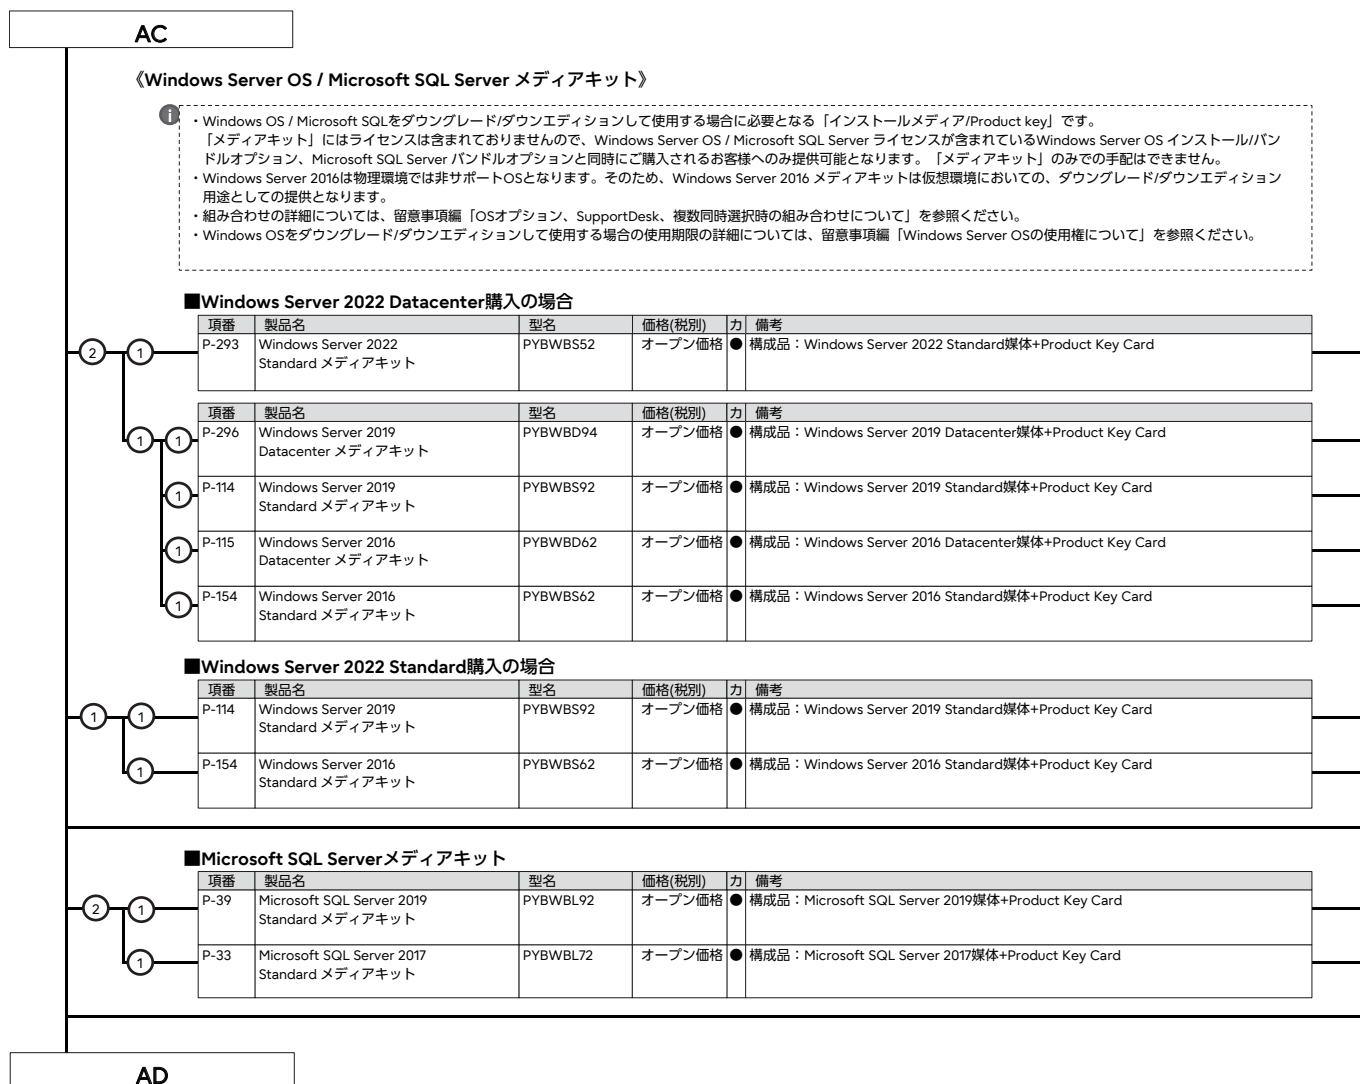 AC
《Windows Server OS / Microsoft SQL Server メディアキット》
i
・Windows OS / Microsoft SQLをダウングレード/ダウンエディションして使用する場合に必要となる「インストールメディア/Product key」です。
「メディアキット」にはライセンスは含まれておりませんので、Windows Server OS / Microsoft SQL Server ライセンスが含まれているWindows Server OS インストール/バン
ドルオプション、Microsoft SQL Server バンドルオプションと同時にご購入されるお客様へのみ提供可能となります。「メディアキット」のみでの手配はできません。
・Windows Server 2016は物理環境では非サポートOSとなります。そのため、Windows Server 2016 メディアキットは仮想環境においての、ダウングレード/ダウンエディション
用途としての提供となります。
・組み合わせの詳細については、留意事項編「OSオプション、SupportDesk、複数同時選択時の組み合わせについて」を参照ください。
・Windows OSをダウングレード/ダウンエディションして使用する場合の使用期限の詳細については、留意事項編「Windows Server OSの使用権について」を参照ください。
■Windows Server 2022 Datacenter購入の場合
項番 製品名 型名 価格(税別) カ 備考
2 1 P-293 Windows Server 2022 PYBWBS52 オープン価格 ● 構成品：Windows Server 2022 Standard媒体+Product Key Card
Standard メディアキット
項番 製品名 型名 価格(税別) カ 備考
1 1 P-296 Windows Server 2019 PYBWBD94 オープン価格 ● 構成品：Windows Server 2019 Datacenter媒体+Product Key Card
Datacenter メディアキット
1 P-114 Windows Server 2019 PYBWBS92 オープン価格 ● 構成品：Windows Server 2019 Standard媒体+Product Key Card
Standard メディアキット
1 P-115 Windows Server 2016 PYBWBD62 オープン価格 ● 構成品：Windows Server 2016 Datacenter媒体+Product Key Card
Datacenter メディアキット
1 P-154 Windows Server 2016 PYBWBS62 オープン価格 ● 構成品：Windows Server 2016 Standard媒体+Product Key Card
Standard メディアキット
■Windows Server 2022 Standard購入の場合
項番 製品名 型名 価格(税別) カ 備考
1 1 P-114 Windows Server 2019 PYBWBS92 オープン価格 ● 構成品：Windows Server 2019 Standard媒体+Product Key Card
Standard メディアキット
1 P-154 Windows Server 2016 PYBWBS62 オープン価格 ● 構成品：Windows Server 2016 Standard媒体+Product Key Card
Standard メディアキット
■Microsoft SQL Serverメディアキット
項番 製品名 型名 価格(税別) カ 備考
2 1 P-39 Microsoft SQL Server 2019 PYBWBL92 オープン価格 ● 構成品：Microsoft SQL Server 2019媒体+Product Key Card
Standard メディアキット
1 P-33 Microsoft SQL Server 2017 PYBWBL72 オープン価格 ● 構成品：Microsoft SQL Server 2017媒体+Product Key Card
Standard メディアキット
AD